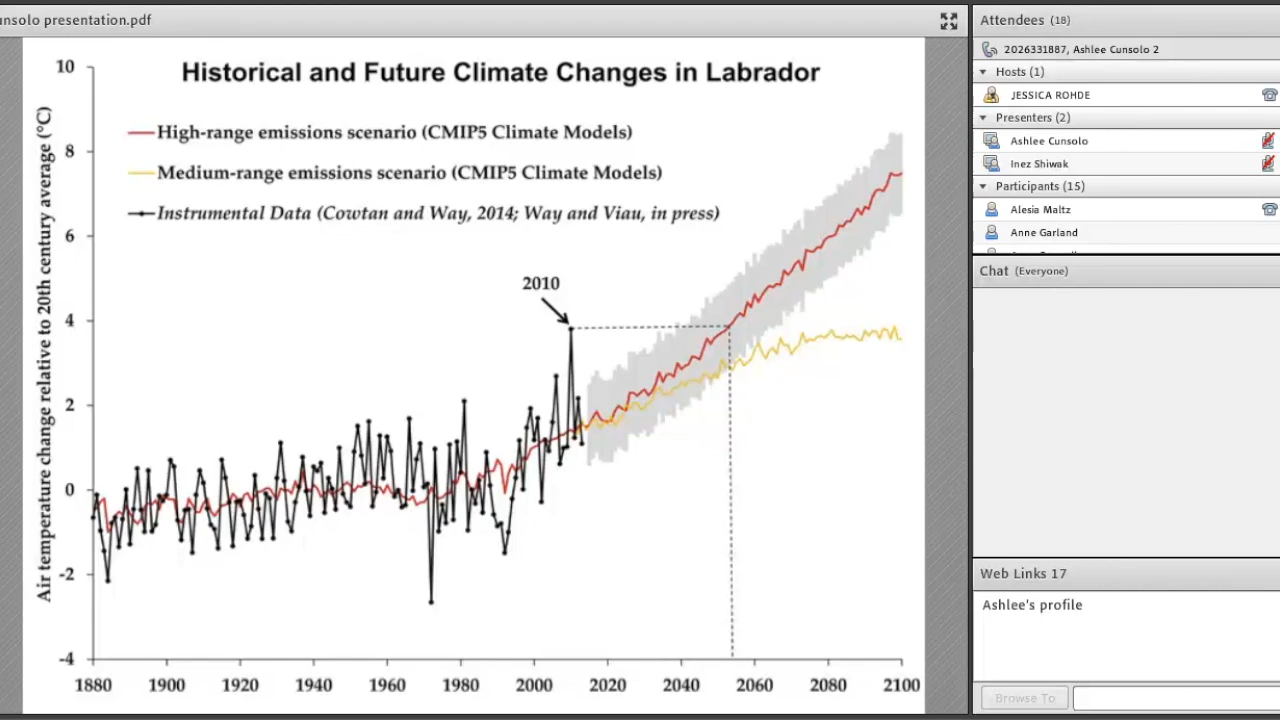 unsolo presentation.pdf
Historical and Future Climate Changes in Labrador
High-range emissions scenario (CMIP5 Climate Models)
Medium-range emissions scenario (CMIP5 Climate Models)
Instrumental Data (Cowtan and Way, 2014; Way and Viau, in press)
2010
Air temperature change relative to 20th century average (°C)
10
8
6
4
2
0
-2
-4
1880 1900 1920 1940 1960 1980 2000 2020 2040 2060 2080 2100
Attendees (18)
2026331887, Ashlee Cunsolo 2
Hosts (1)
JESSICA ROHDE
Presenters (2)
Ashlee Cunsolo
Inez Shiwak
Participants (15)
Alesia Maltz
Anne Garland
Chat (Everyone)
Web Links 17
Ashlee's profile
Browse To